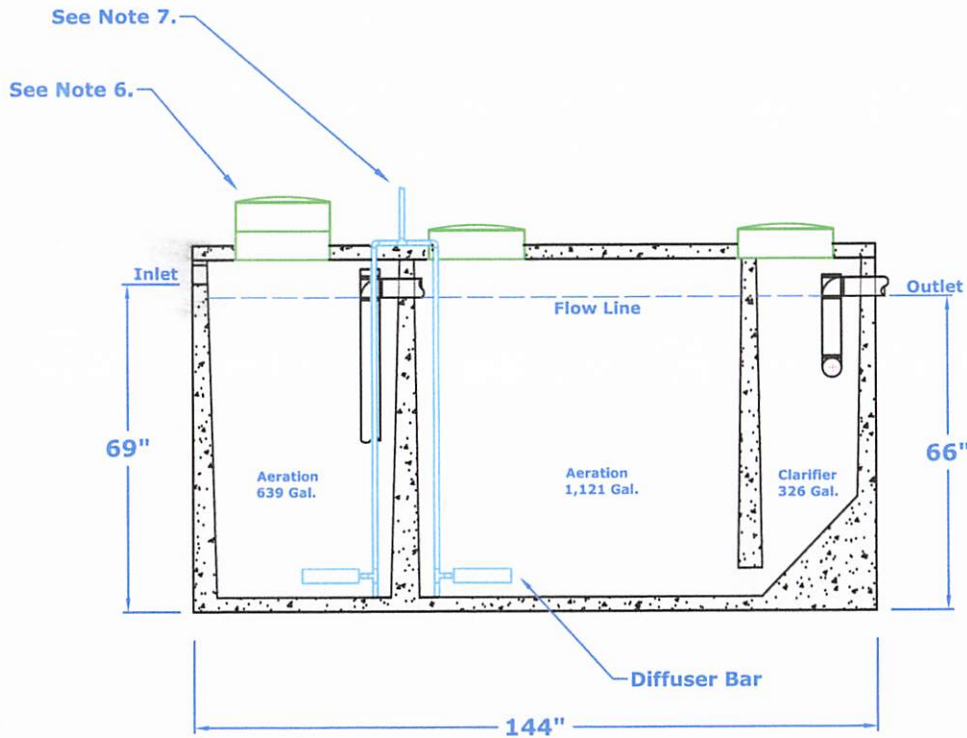 See Note 7.
See Note 6.
Inlet
Outlet
Flow Line
69"
66"
Aeration
639 Gal.
Aeration
1,121 Gal.
Clarifier
326 Gal.
Diffuser Bar
144"